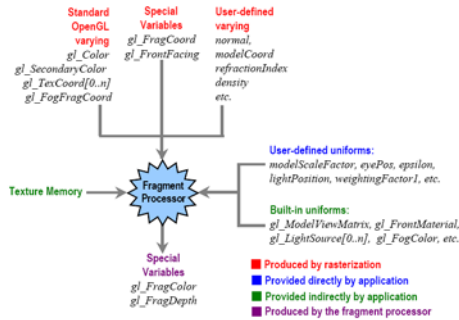 Standard
OpenGL
varying
gl_Color
gl_SecondaryColor
gl_TexCoord[0..n]
gl_FogFragCoord
Special
Variables
gl_FragCoord
gl_FrontFacing
User-defined
varying
normal,
modelCoord
refractionIndex
density
etc.
Texture Memory
Fragment
Processor
User-defined uniforms:
modelScaleFactor, eyePos, epsilon,
lightPosition, weightingFactor1, etc.
Built-in uniforms:
gl_ModelViewMatrix, gl_FrontMaterial,
gl_LightSource[0..n], gl_FogColor, etc.
Special
Variables
gl_FragColor
gl_FragDepth
Produced by rasterization
Provided directly by application
Provided indirectly by application
Produced by the fragment processor